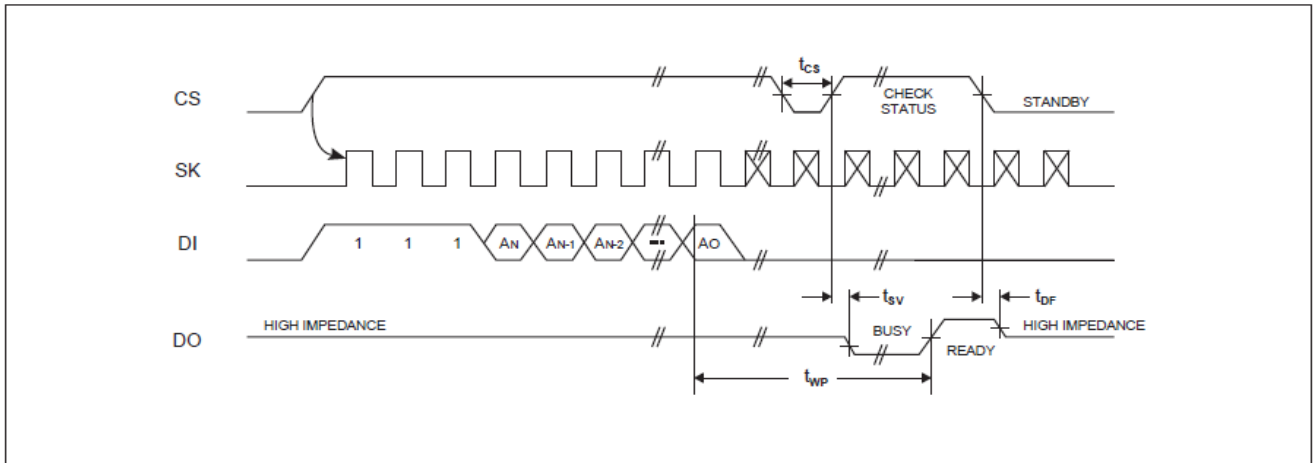 tCS
CS
CHECK
STATUS
STANDBY
SK
DI
1 1 1 AN AN-1 AN-2 --- AO
tSV
tDF
DO
HIGH IMPEDANCE
BUSY
READY
HIGH IMPEDANCE
tWP